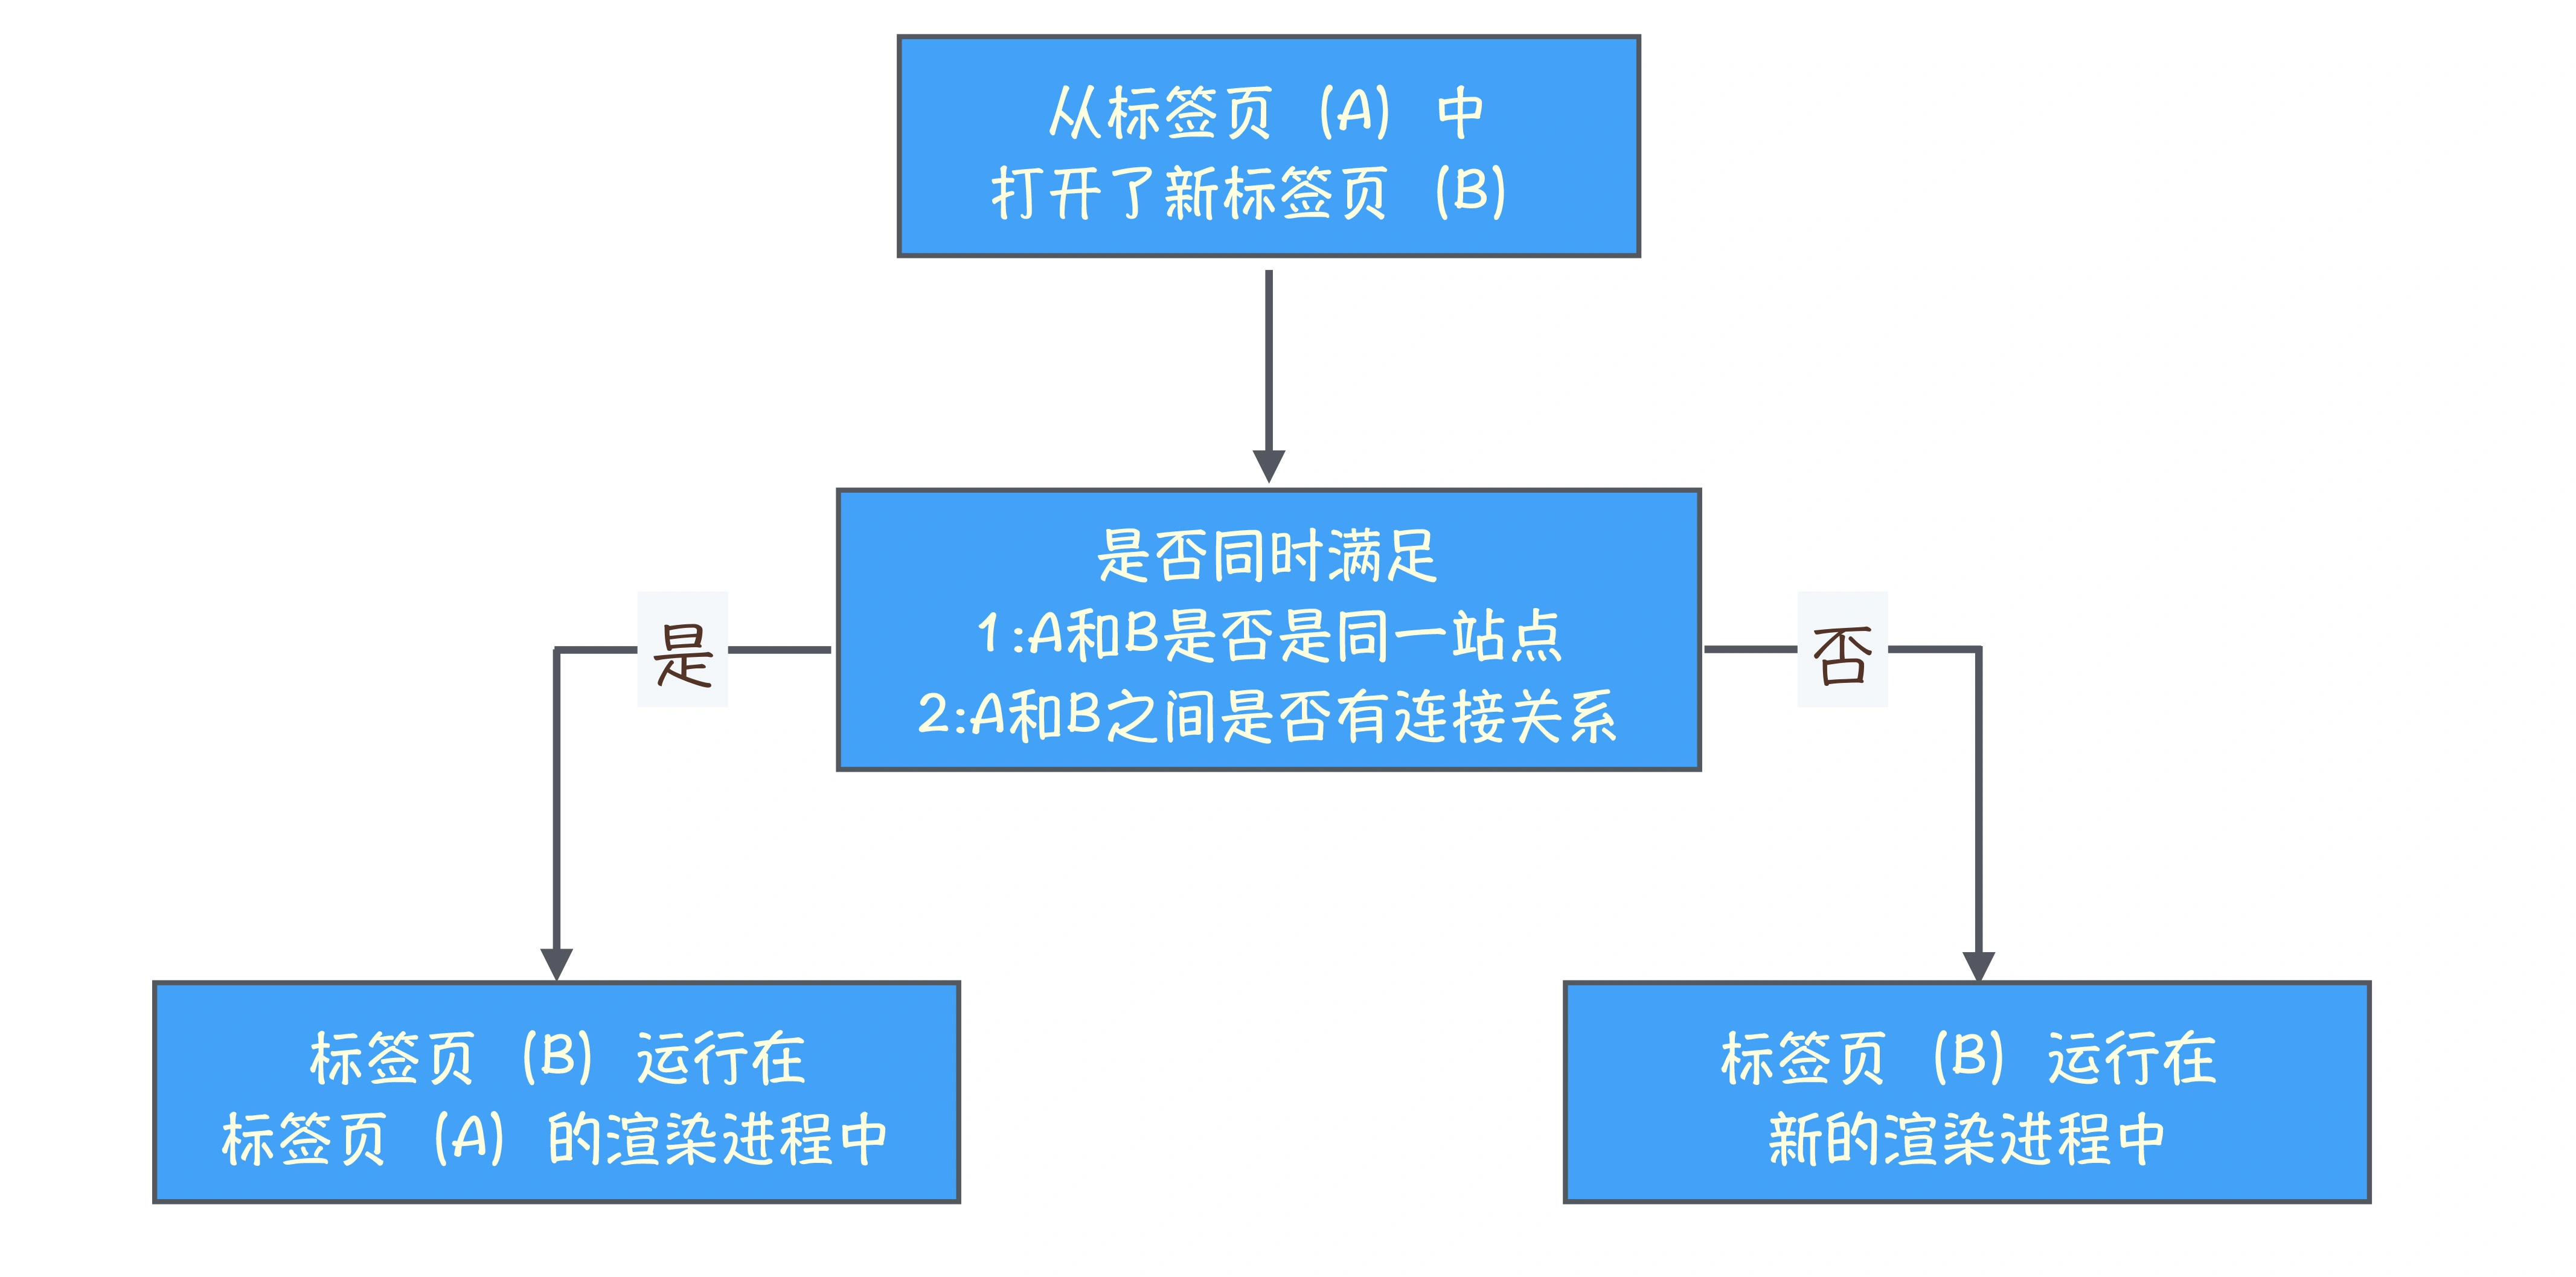 从标签页（A）中
打开了新标签页（B）
是否同时满足
1:A和B是否是同一站点
2:A和B之间是否有连接关系
是
否
标签页（B）运行在
标签页（A）的渲染进程中
标签页（B）运行在
新的渲染进程中